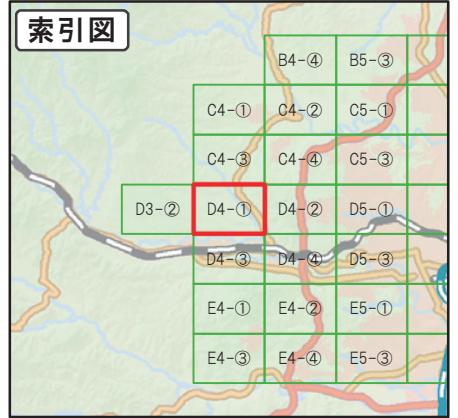 索引図
B4-④ B5-③
C4-① C4-② C5-①
C4-③ C4-④ C5-③
D3-② D4-① D4-② D5-①
D4-③ D4-④ D5-③
E4-① E4-② E5-①
E4-③ E4-④ E5-③